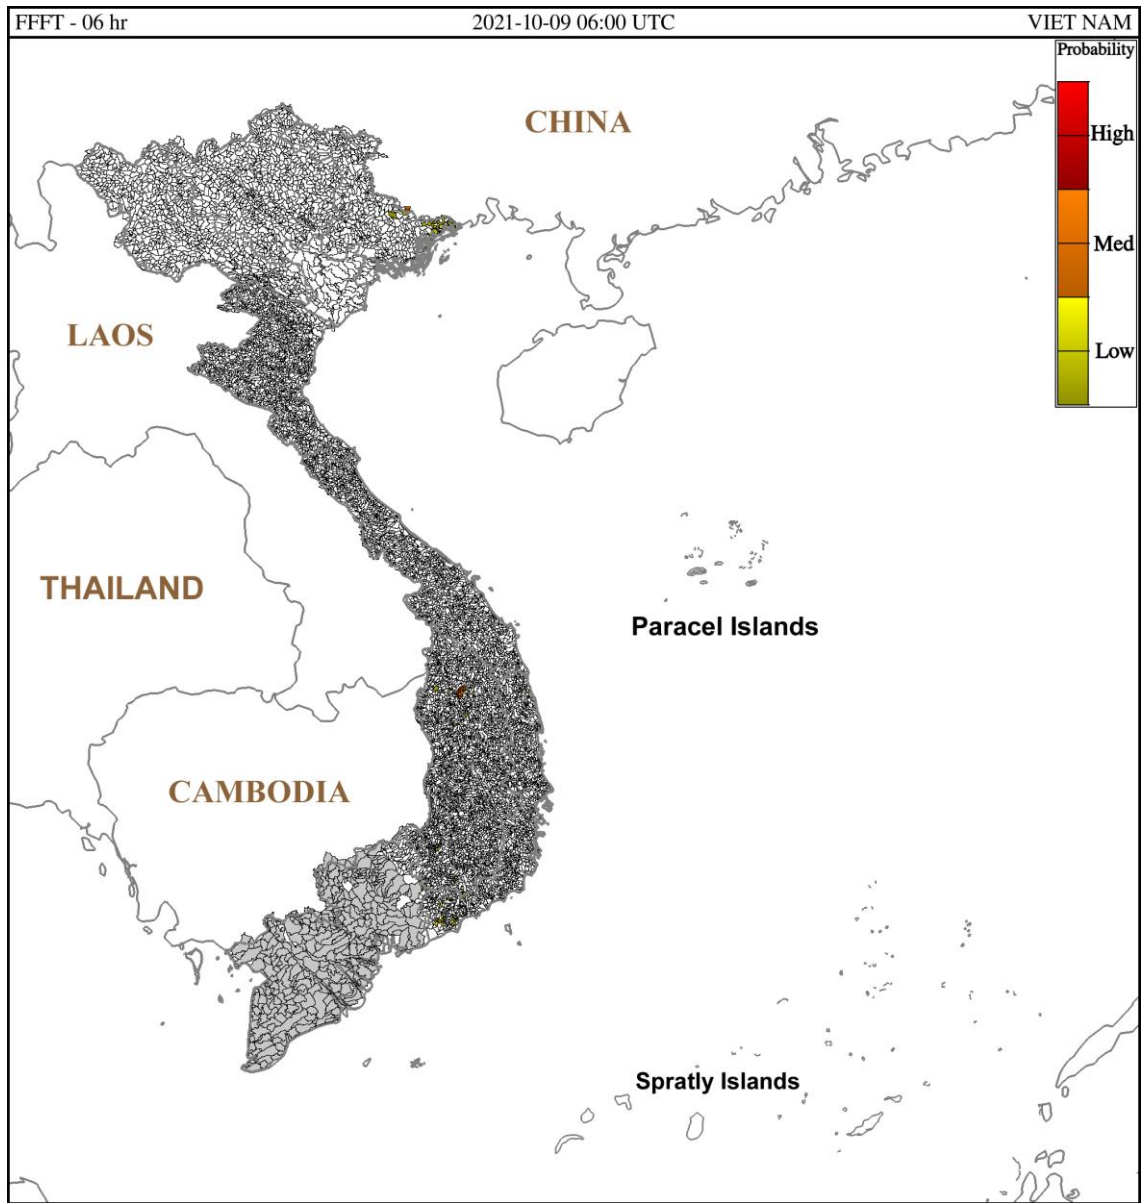 FFFT - 06 hr 2021-10-09 06:00 UTC VIET NAM
Probability
CHINA
High
Med
LAOS
Low
THAILAND
Paracel Islands
CAMBODIA
Spratly Islands